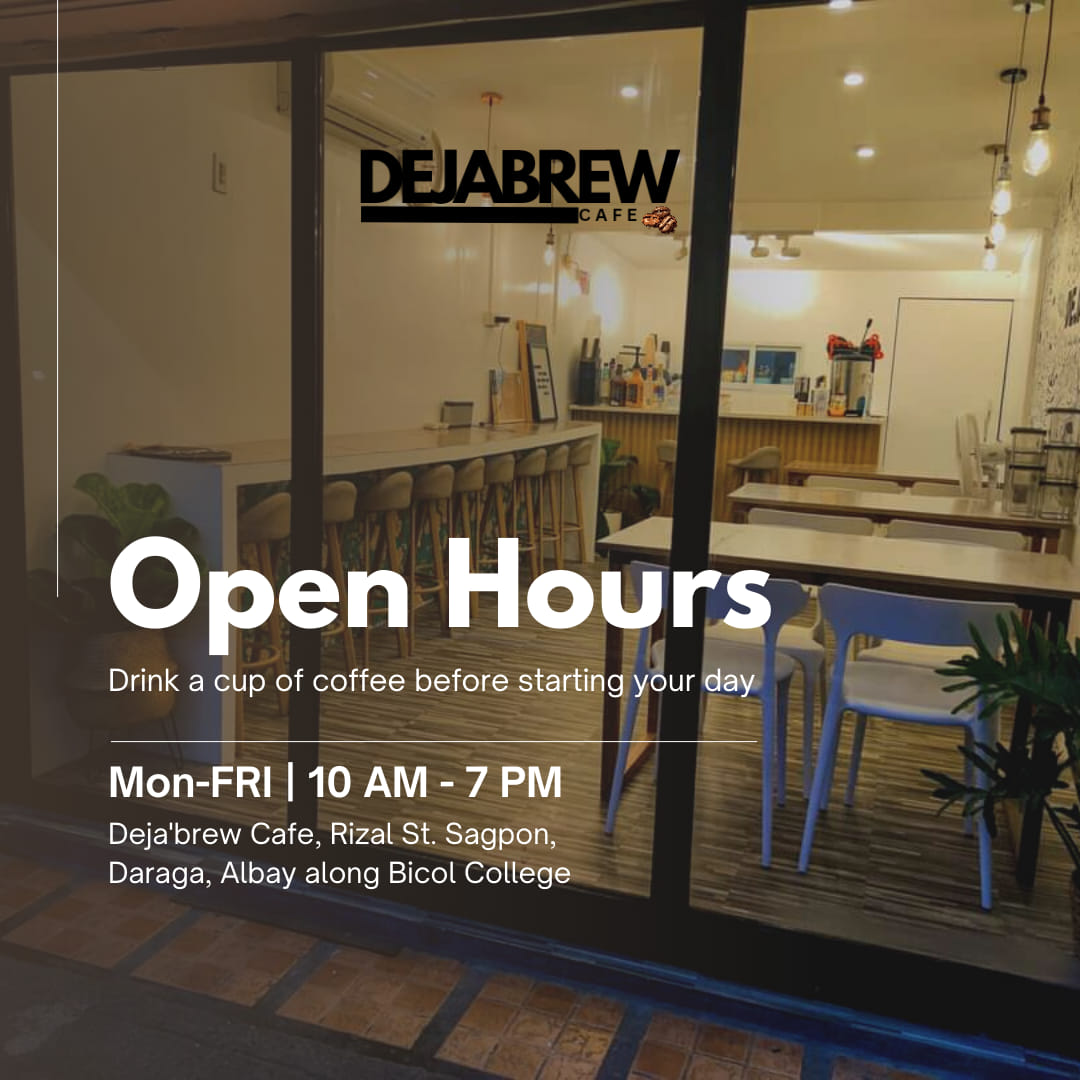 DEJABREW
CAFE
Open Hours
Drink a cup of coffee before starting your day
Mon-FRI | 10 AM - 7 PM
Deja'brew Cafe, Rizal St. Sagpon,
Daraga, Albay along Bicol College